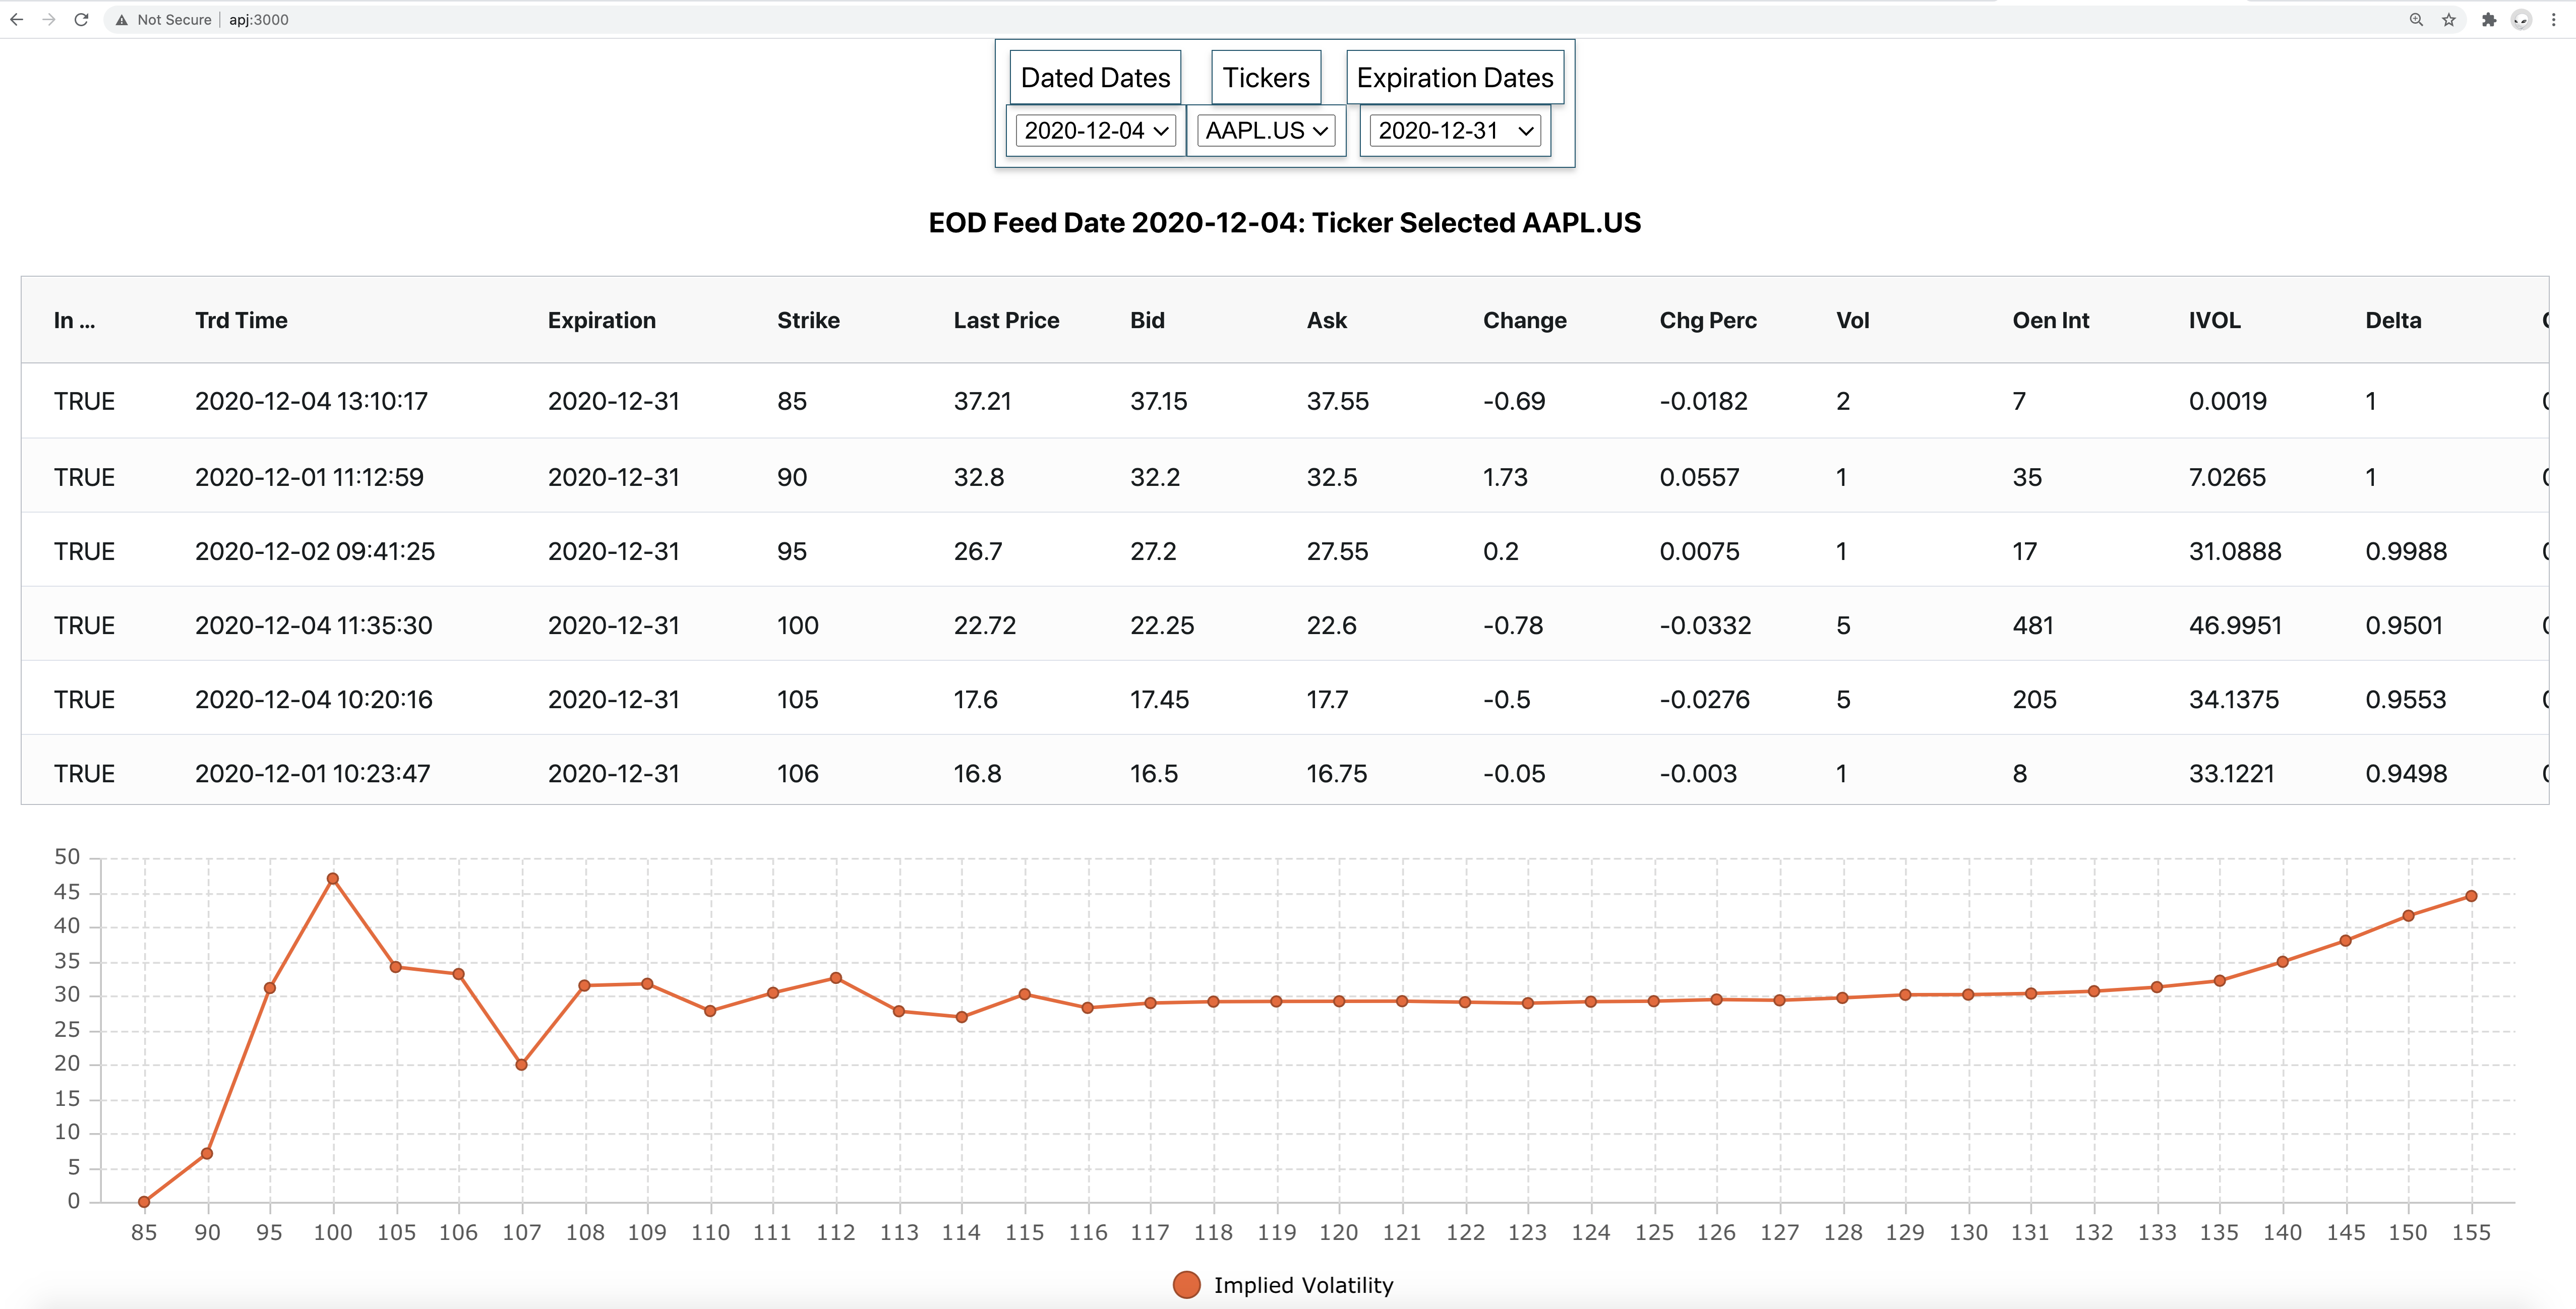 Not Secure apj:3000
Dated Dates Tickers Expiration Dates
2020-12-04 AAPL.US 2020-12-31
EOD Feed Date 2020-12-04: Ticker Selected AAPL.US
In ... Trd Time Expiration Strike Last Price Bid Ask Change Chg Perc Vol Oen Int IVOL Delta
TRUE 2020-12-04 13:10:17 2020-12-31 85 37.21 37.15 37.55 -0.69 -0.0182 2 7 0.0019 1
TRUE 2020-12-01 11:12:59 2020-12-31 90 32.8 32.2 32.5 1.73 0.0557 1 35 7.0265 1
TRUE 2020-12-02 09:41:25 2020-12-31 95 26.7 27.2 27.55 0.2 0.0075 1 17 31.0888 0.9988
TRUE 2020-12-04 11:35:30 2020-12-31 100 22.72 22.25 22.6 -0.78 -0.0332 5 481 46.9951 0.9501
TRUE 2020-12-04 10:20:16 2020-12-31 105 17.6 17.45 17.7 -0.5 -0.0276 5 205 34.1375 0.9553
TRUE 2020-12-01 10:23:47 2020-12-31 106 16.8 16.5 16.75 -0.05 -0.003 1 8 33.1221 0.9498
50
45
40
35
30
25
20
15
10
5
0
85 90 95 100 105 106 107 108 109 110 111 112 113 114 115 116 117 118 119 120 121 122 123 124 125 126 127 128 129 130 131 132 133 135 140 145 150 155
Implied Volatility